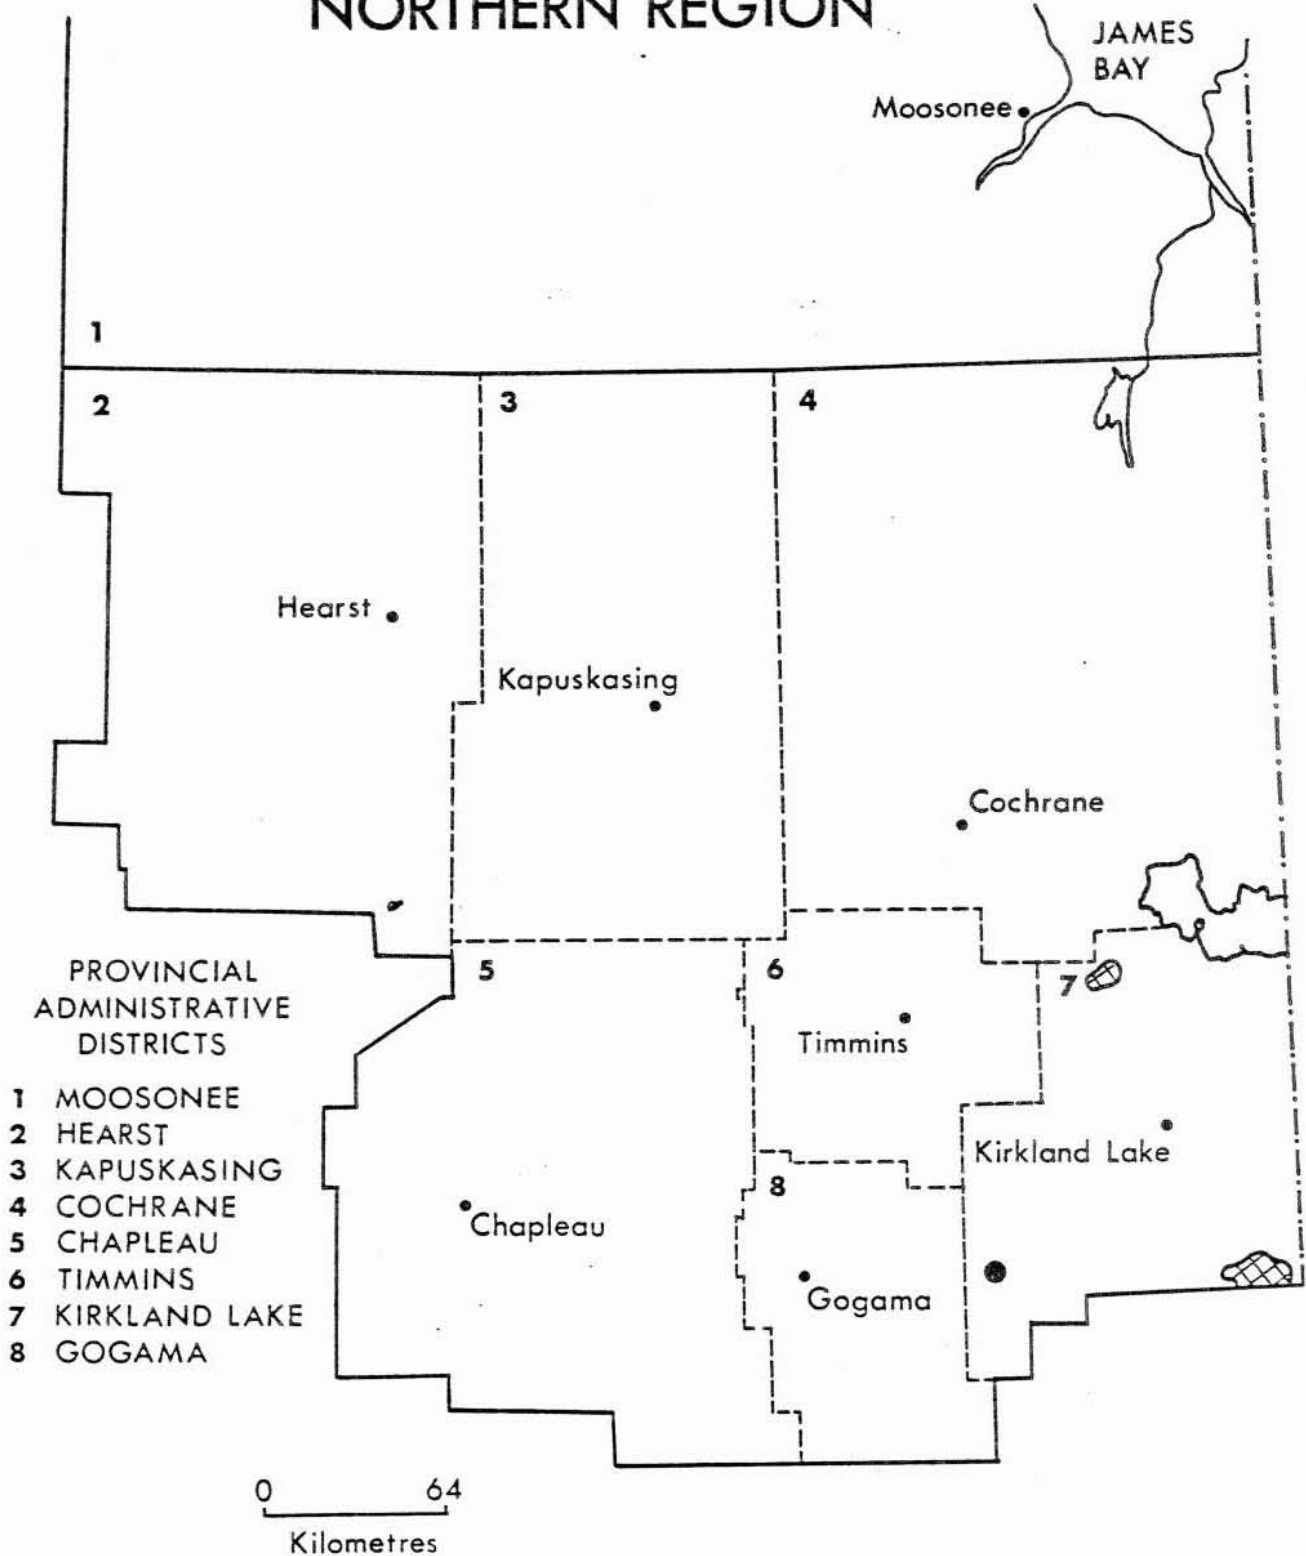 NORTHERN REGION
JAMES
BAY
Moosonee
1
2
3
4
Hearst
Kapuskasing
Cochrane
5
6
7
Timmins
Kirkland Lake
8
Chapleau
Gogama
PROVINCIAL
ADMINISTRATIVE
DISTRICTS
1 MOOSONEE
2 HEARST
3 KAPUSKASING
4 COCHRANE
5 CHAPLEAU
6 TIMMINS
7 KIRKLAND LAKE
8 GOGAMA
0 64
Kilometres